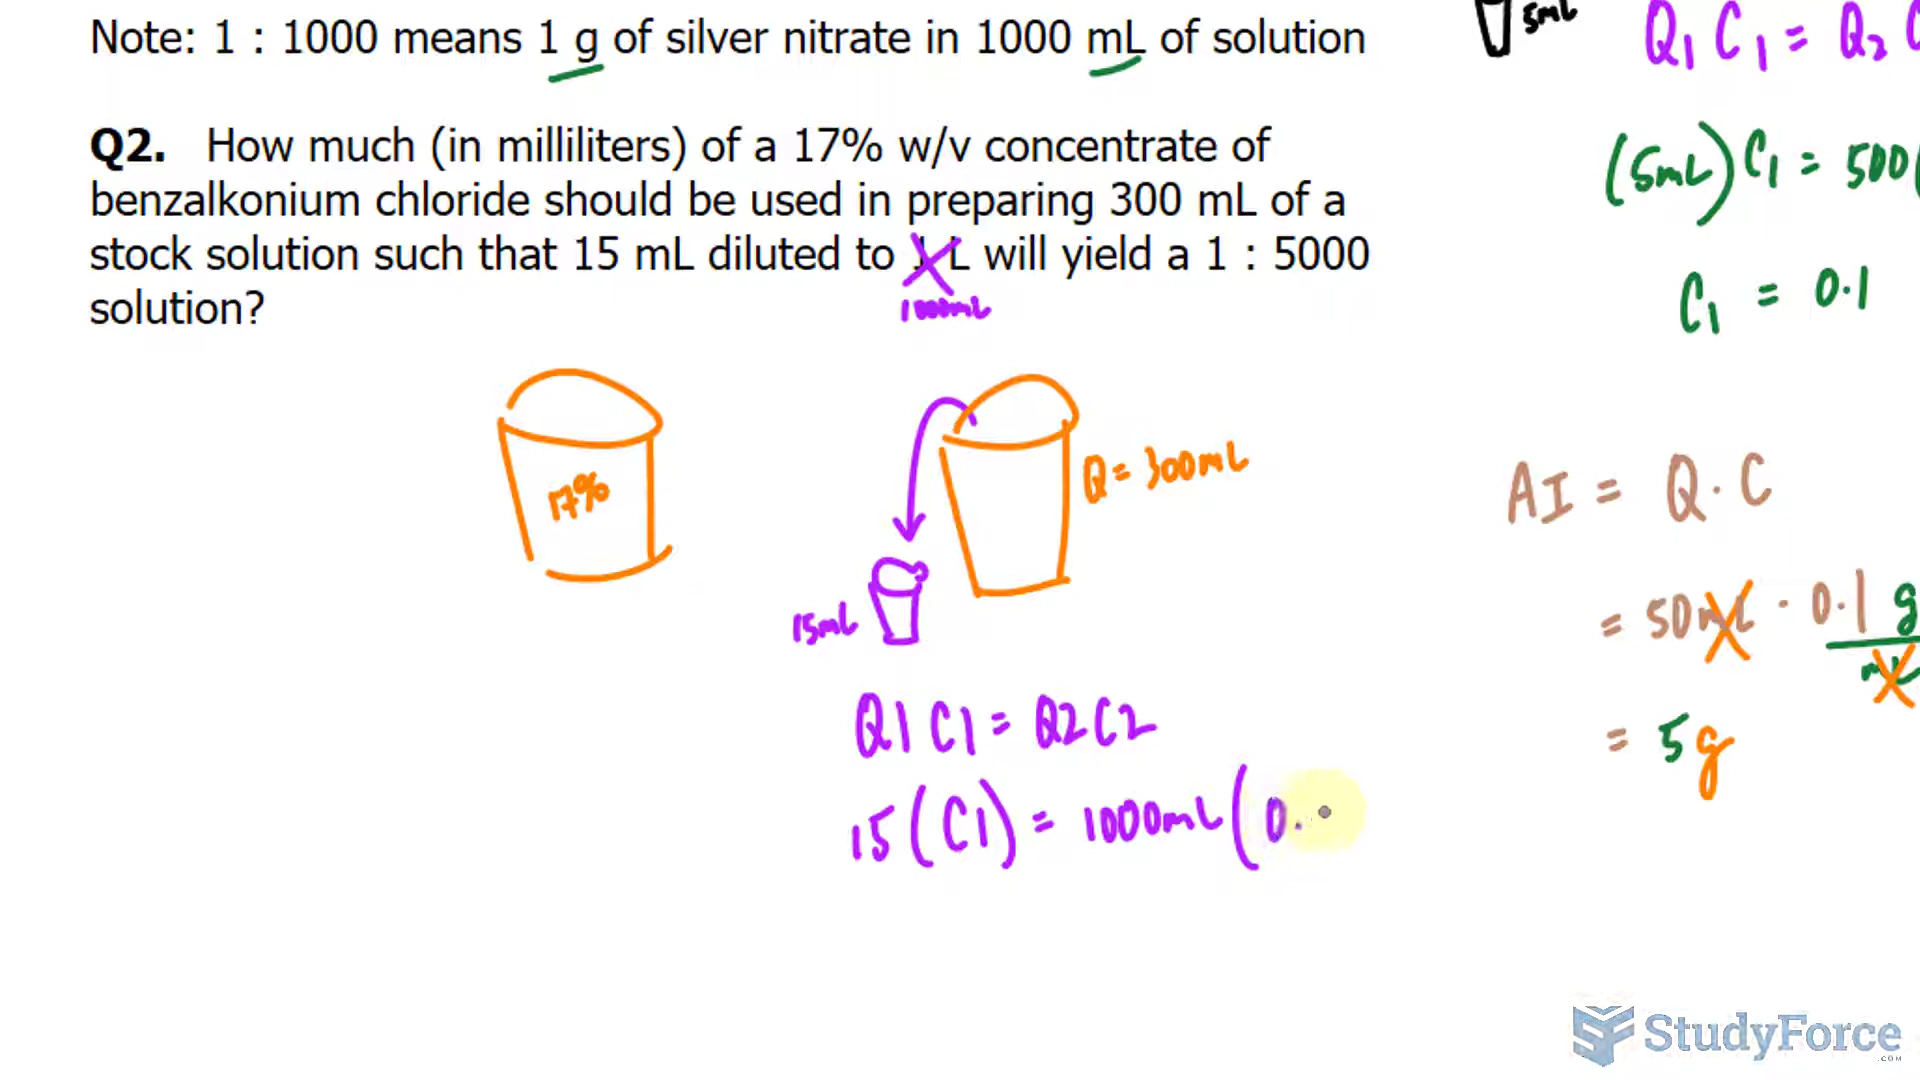 Note: 1 : 1000 means 1 g of silver nitrate in 1000 mL of solution
5mL
Q1 C1 = Q2 C
Q2. How much (in milliliters) of a 17% w/v concentrate of
benzalkonium chloride should be used in preparing 300 mL of a
stock solution such that 15 mL diluted to 1 L will yield a 1 : 5000
1000mL
solution?
(5mL) C1 = 500(
C1 = 0.1
17%
Q = 300mL
15mL
AI = Q · C
= 50mL · 0.1 g
mL
= 5g
Q1 C1 = Q2 C2
15 (C1) = 1000mL (0.
StudyForce
.COM